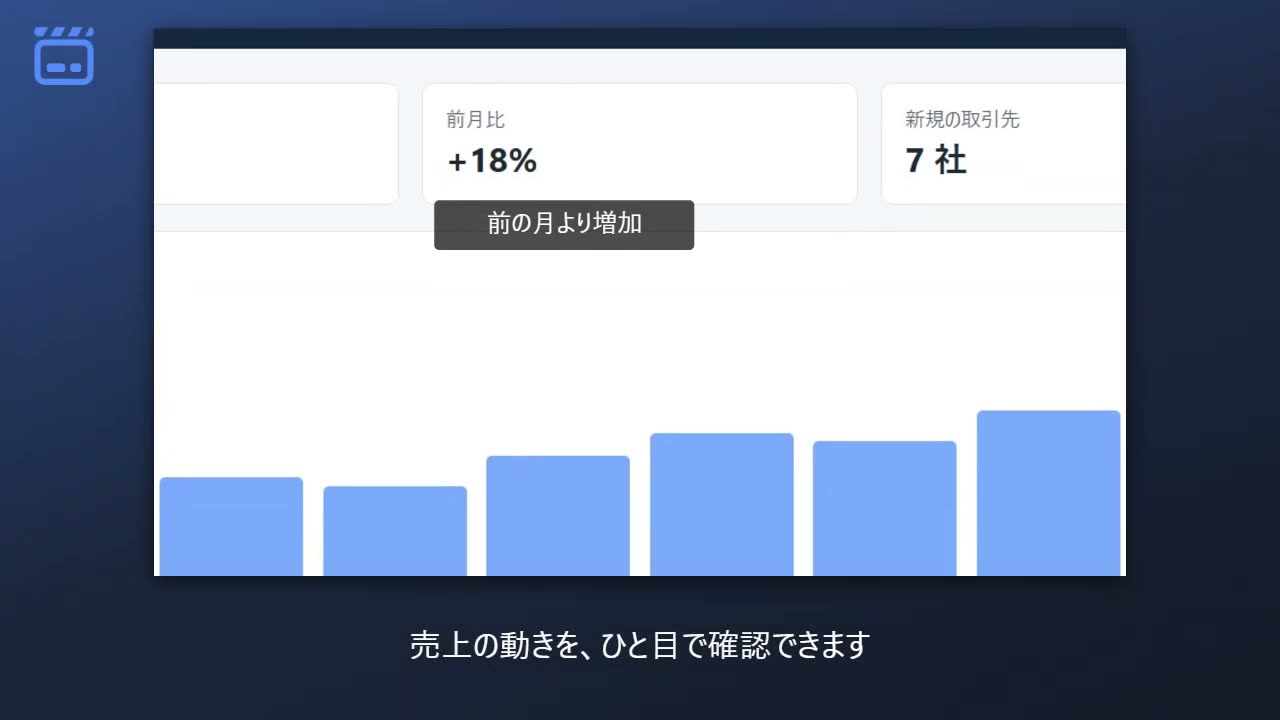 前月比
+18%
新規の取引先
7 社
前の月より増加
売上の動きを、ひと目で確認できます